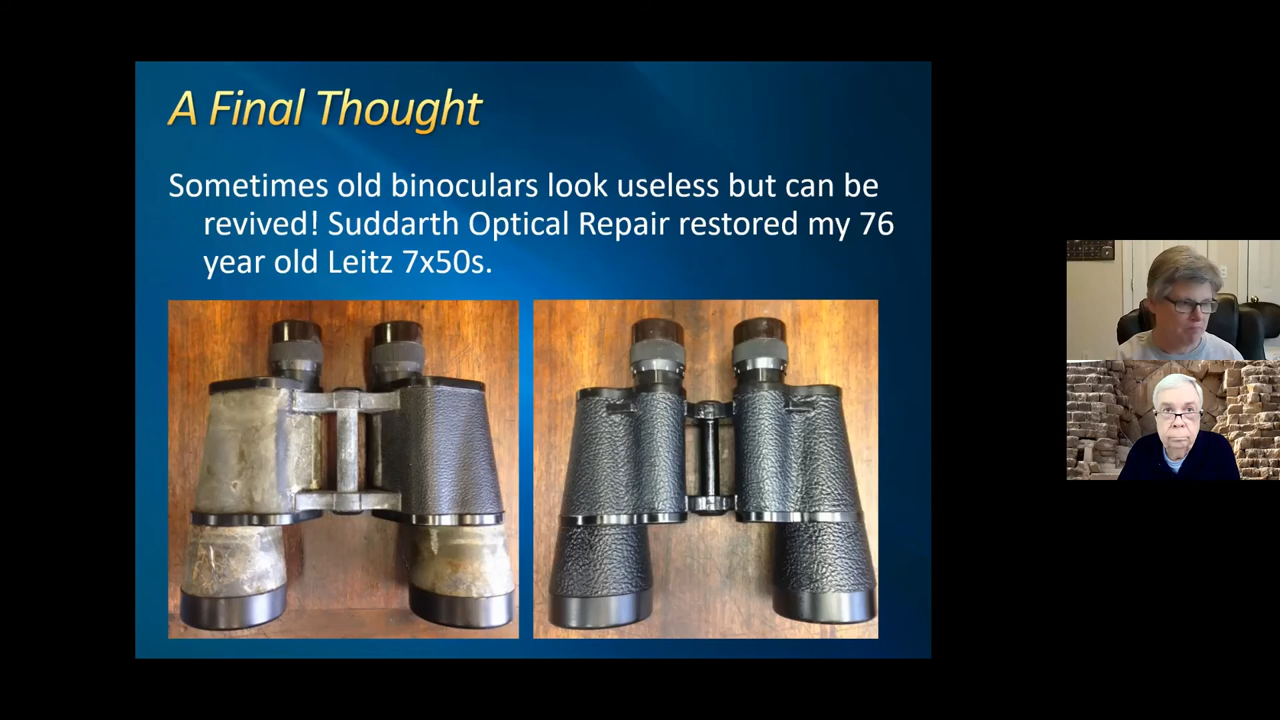 A Final Thought
Sometimes old binoculars look useless but can be
revived! Suddarth Optical Repair restored my 76
year old Leitz 7x50s.